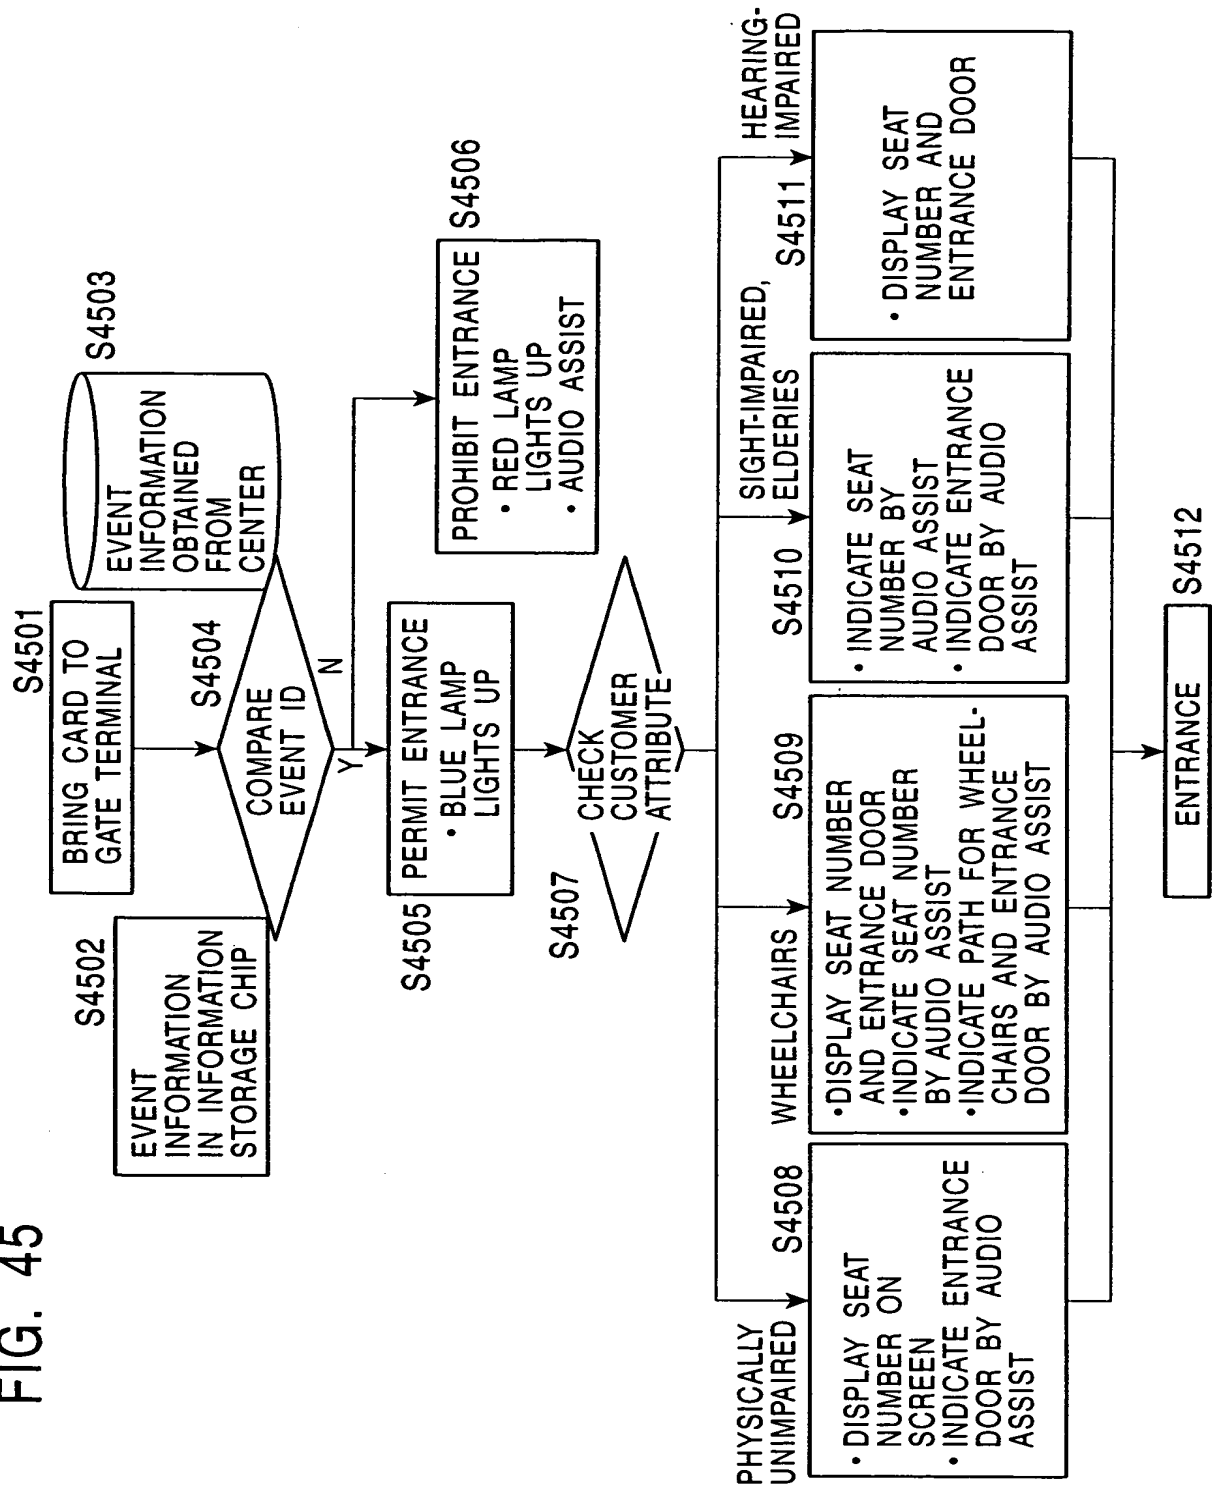 FIG. 45
S4501
BRING CARD TO
GATE TERMINAL
S4502
EVENT
INFORMATION
IN INFORMATION
STORAGE CHIP
S4503
EVENT
INFORMATION
OBTAINED
FROM
CENTER
S4504
COMPARE
EVENT ID
Y
N
S4505
PERMIT ENTRANCE
• BLUE LAMP
LIGHTS UP
S4506
PROHIBIT ENTRANCE
• RED LAMP
LIGHTS UP
• AUDIO ASSIST
S4507
CHECK
CUSTOMER
ATTRIBUTE
PHYSICALLY
UNIMPAIRED
S4508
• DISPLAY SEAT
NUMBER ON
SCREEN
• INDICATE ENTRANCE
DOOR BY AUDIO
ASSIST
WHEELCHAIRS
S4509
•DISPLAY SEAT NUMBER
AND ENTRANCE DOOR
•INDICATE SEAT NUMBER
BY AUDIO ASSIST
•INDICATE PATH FOR WHEEL-
CHAIRS AND ENTRANCE
DOOR BY AUDIO ASSIST
SIGHT-IMPAIRED,
ELDERIES
S4510
• INDICATE SEAT
NUMBER BY
AUDIO ASSIST
• INDICATE ENTRANCE
DOOR BY AUDIO
ASSIST
HEARING-
IMPAIRED
S4511
• DISPLAY SEAT
NUMBER AND
ENTRANCE DOOR
ENTRANCE
S4512